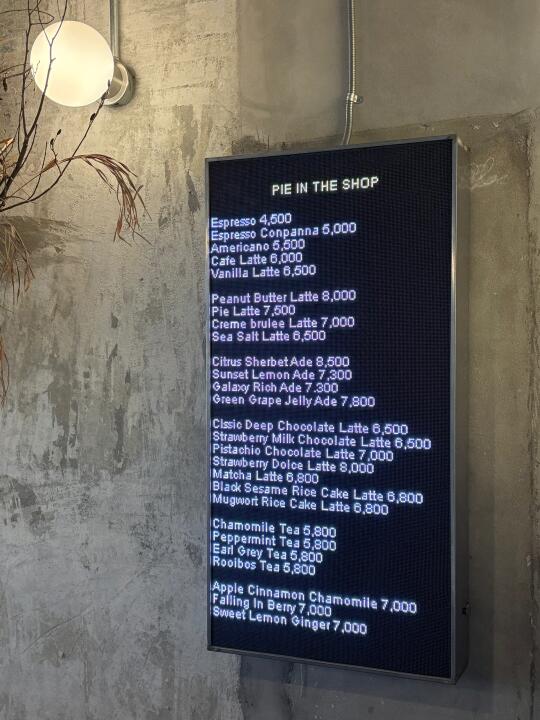 PIE IN THE SHOP
Espresso 4,500
Espresso Conpanna 5,000
Americano 5,500
Cafe Latte 6,000
Vanilla Latte 6,500
Peanut Butter Latte 8,000
Pie Latte 7,500
Creme brulee Latte 7,000
Sea Salt Latte 6,500
Citrus Sherbet Ade 8,500
Sunset Lemon Ade 7,300
Galaxy Rich Ade 7.300
Green Grape Jelly Ade 7,800
Clssic Deep Chocolate Latte 6,500
Strawberry Milk Chocolate Latte 6,500
Pistachio Chocolate Latte 7,000
Strawberry Dolce Latte 8,000
Matcha Latte 6,800
Black Sesame Rice Cake Latte 6,800
Mugwort Rice Cake Latte 6,800
Chamomile Tea 5,800
Peppermint Tea 5,800
Earl Grey Tea 5,800
Rooibos Tea 5,800
Apple Cinnamon Chamomile 7,000
Falling In Berry 7,000
Sweet Lemon Ginger 7,000